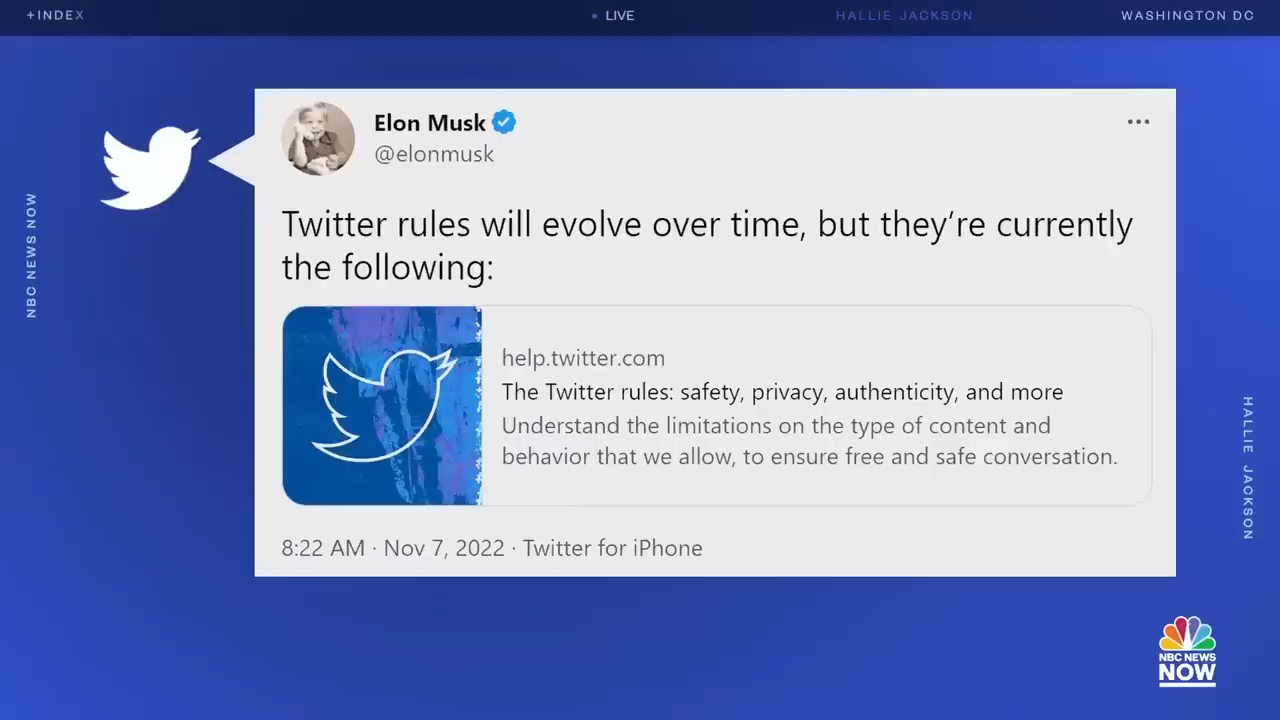 +INDEX
• LIVE
HALLIE JACKSON
WASHINGTON DC
NBC NEWS NOW
Elon Musk
@elonmusk
Twitter rules will evolve over time, but they're currently
the following:
help.twitter.com
The Twitter rules: safety, privacy, authenticity, and more
Understand the limitations on the type of content and
behavior that we allow, to ensure free and safe conversation.
8:22 AM · Nov 7, 2022 · Twitter for iPhone
HALLIE JACKSON
NBC NEWS
NOW